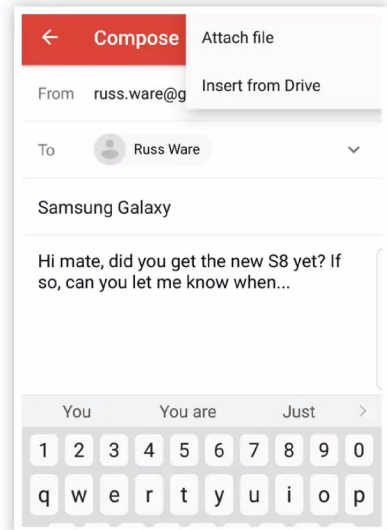 Compose
Attach file
Insert from Drive
From russ.ware@g
To Russ Ware
Samsung Galaxy
Hi mate, did you get the new S8 yet? If
so, can you let me know when...
You You are Just
1 2 3 4 5 6 7 8 9 0
q w e r t y u i o p